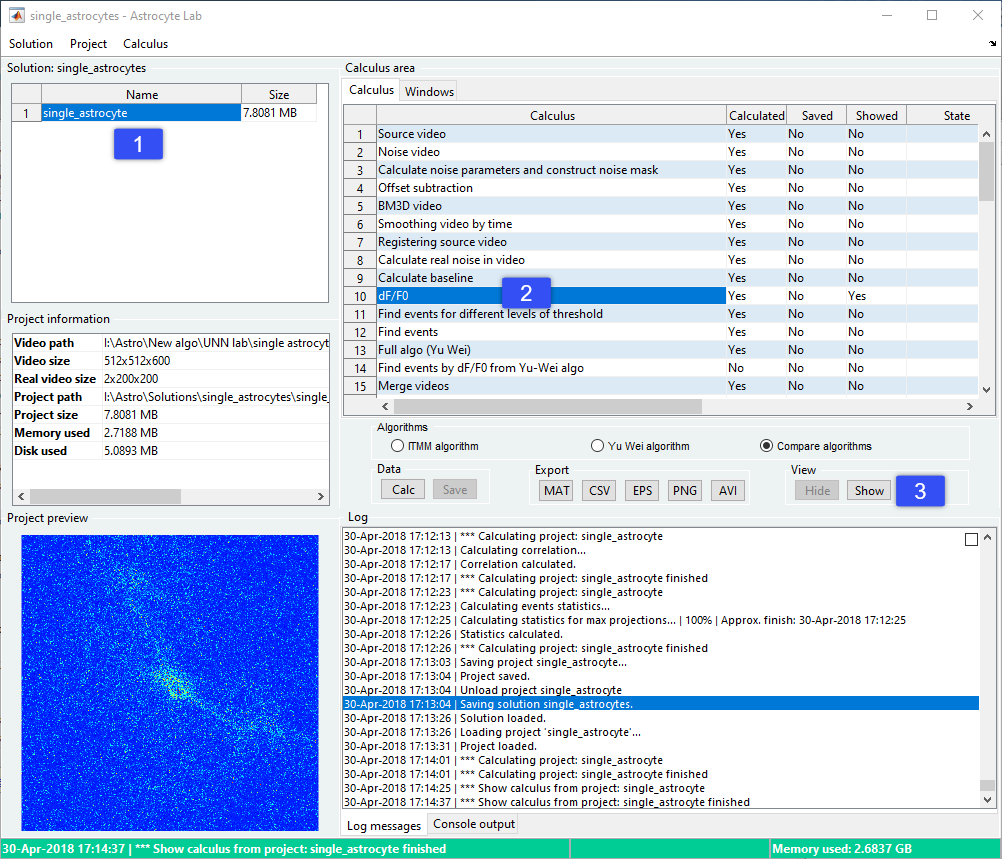 single_astrocytes - Astrocyte Lab
Solution Project Calculus
Solution: single_astrocytes
Name Size
1 single_astrocyte 7.8081 MB
1
Project information
Video path I:\Astro\New algo\UNN lab\single astrocyt
Video size 512x512x600
Real video size 2x200x200
Project path I:\Astro\Solutions\single_astrocytes\single_
Project size 7.8081 MB
Memory used 2.7188 MB
Disk used 5.0893 MB
Project preview
Calculus area
Calculus Windows
Calculus Calculated Saved Showed State
1 Source video Yes No No
2 Noise video Yes No No
3 Calculate noise parameters and construct noise mask Yes No No
4 Offset subtraction Yes No No
5 BM3D video Yes No No
6 Smoothing video by time Yes No No
7 Registering source video Yes No No
8 Calculate real noise in video Yes No No
9 Calculate baseline Yes No No
10 dF/F0 Yes No Yes
2
11 Find events for different levels of threshold Yes No No
12 Find events Yes No No
13 Full algo (Yu Wei) Yes No No
14 Find events by dF/F0 from Yu-Wei algo No No No
15 Merge videos Yes No No
Algorithms
ITMM algorithm Yu Wei algorithm Compare algorithms
Data Export View
Calc Save MAT CSV EPS PNG AVI Hide Show 3
Log
30-Apr-2018 17:12:13 | *** Calculating project: single_astrocyte
30-Apr-2018 17:12:13 | Calculating correlation...
30-Apr-2018 17:12:17 | Correlation calculated.
30-Apr-2018 17:12:17 | *** Calculating project: single_astrocyte finished
30-Apr-2018 17:12:23 | *** Calculating project: single_astrocyte
30-Apr-2018 17:12:23 | Calculating events statistics...
30-Apr-2018 17:12:25 | Calculating statistics for max projections... | 100% | Approx. finish: 30-Apr-2018 17:12:25
30-Apr-2018 17:12:26 | Statistics calculated.
30-Apr-2018 17:12:26 | *** Calculating project: single_astrocyte finished
30-Apr-2018 17:13:03 | Saving project single_astrocyte...
30-Apr-2018 17:13:04 | Project saved.
30-Apr-2018 17:13:04 | Unload project single_astrocyte
30-Apr-2018 17:13:04 | Saving solution single_astrocytes.
30-Apr-2018 17:13:26 | Solution loaded.
30-Apr-2018 17:13:26 | Loading project 'single_astrocyte'...
30-Apr-2018 17:13:31 | Project loaded.
30-Apr-2018 17:14:01 | *** Calculating project: single_astrocyte
30-Apr-2018 17:14:01 | *** Calculating project: single_astrocyte finished
30-Apr-2018 17:14:25 | *** Show calculus from project: single_astrocyte
30-Apr-2018 17:14:37 | *** Show calculus from project: single_astrocyte finished
Log messages Console output
30-Apr-2018 17:14:37 | *** Show calculus from project: single_astrocyte finished Memory used: 2.6837 GB